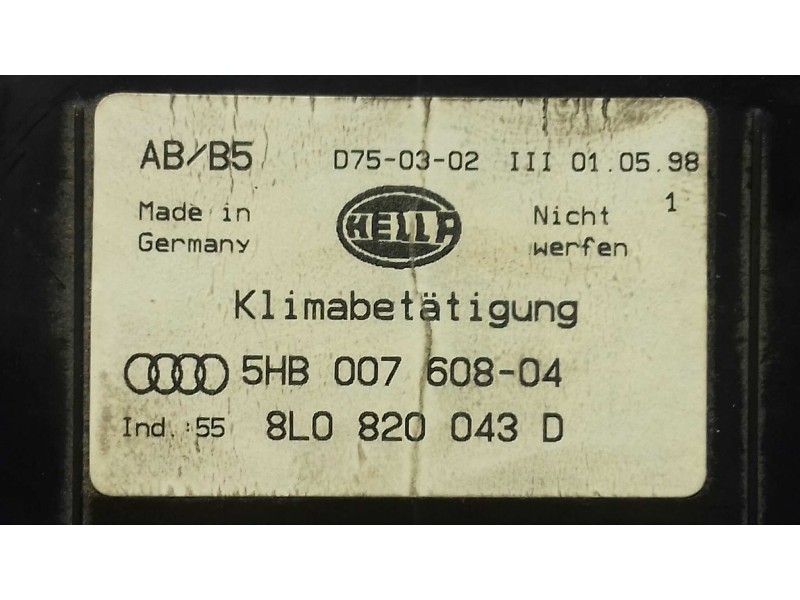 AB/B5 D75-03-02 III 01.05.98
Made in Germany HELLA Nicht werfen 1
Klimabetätigung
5HB 007 608-04
Ind.:55 8L0 820 043 D